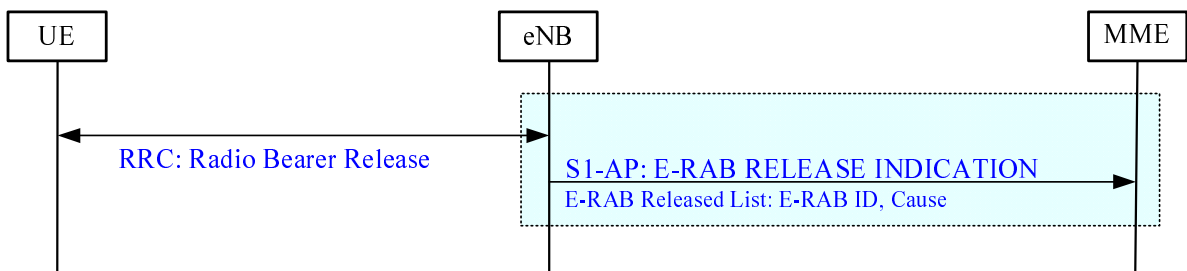 UE
eNB
MME
RRC: Radio Bearer Release
S1-AP: E-RAB RELEASE INDICATION
E-RAB Released List: E-RAB ID, Cause